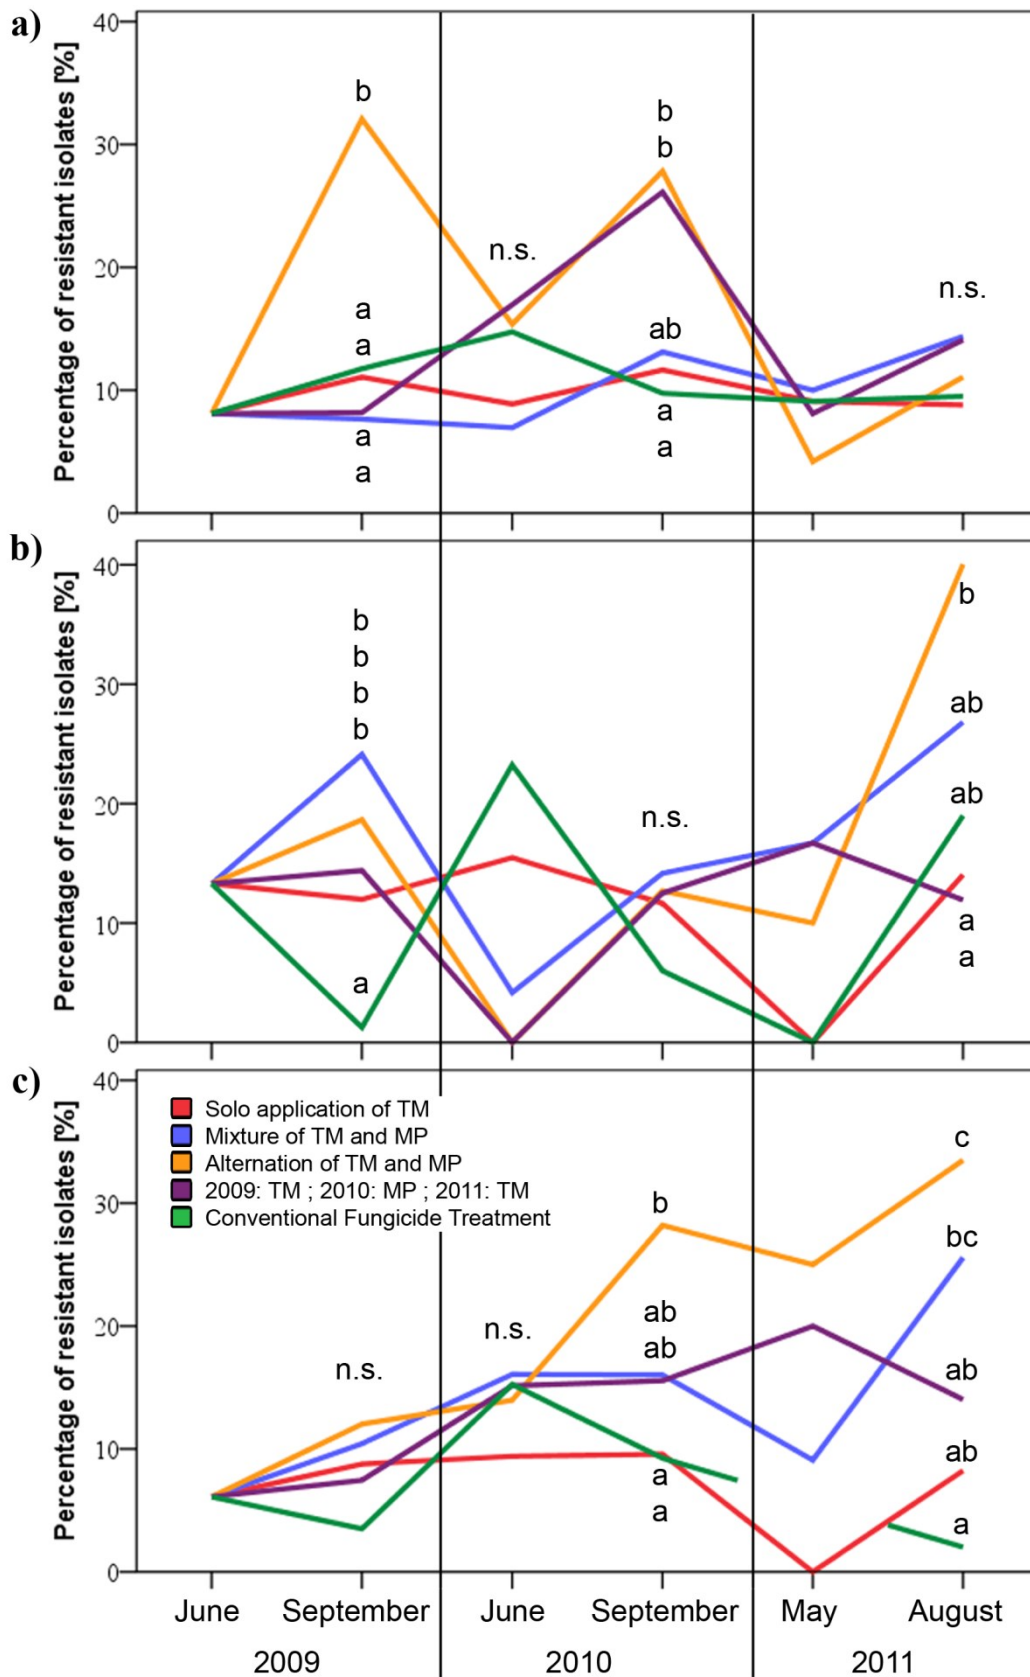 a)
Percentage of resistant isolates [%]
40
30
20
10
0
b
b
b
n.s.
n.s.
a
a
ab
a
a
a
a
b)
Percentage of resistant isolates [%]
40
30
20
10
0
b
b
b
b
b
ab
ab
n.s.
a
a
a
c)
Percentage of resistant isolates [%]
40
30
20
10
0
Solo application of TM
Mixture of TM and MP
Alternation of TM and MP
2009: TM ; 2010: MP ; 2011: TM
Conventional Fungicide Treatment
c
b
bc
ab
n.s.
ab
n.s.
ab
ab
a
a
a
June September June September May August
2009 2010 2011